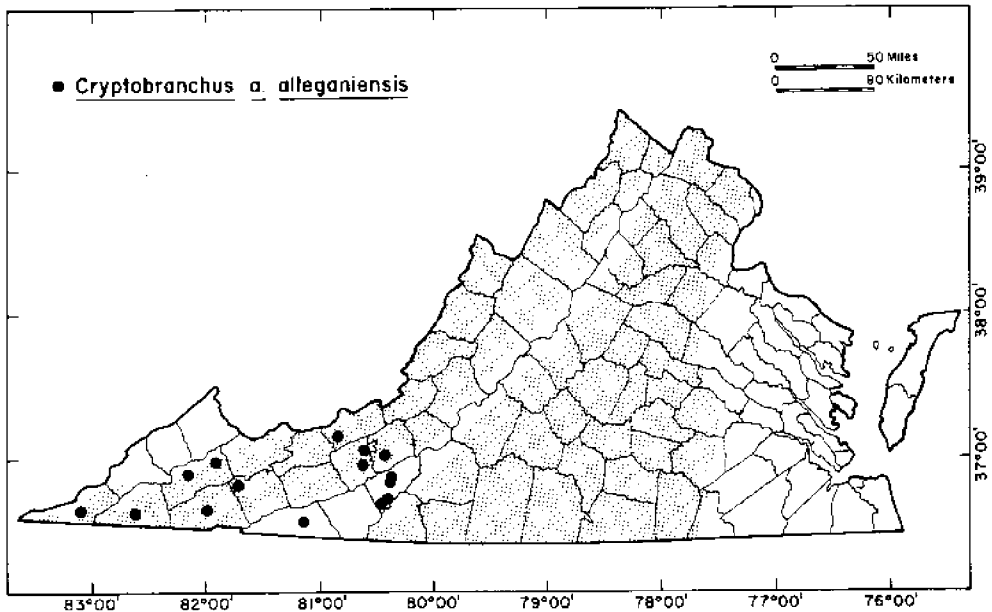 Cryptobranchus a. alleganiensis
0 50 Miles
0 80 Kilometers
39°00'
38°00'
37°00'
83°00' 82°00' 81°00' 80°00' 79°00' 78°00' 77°00' 76°00'